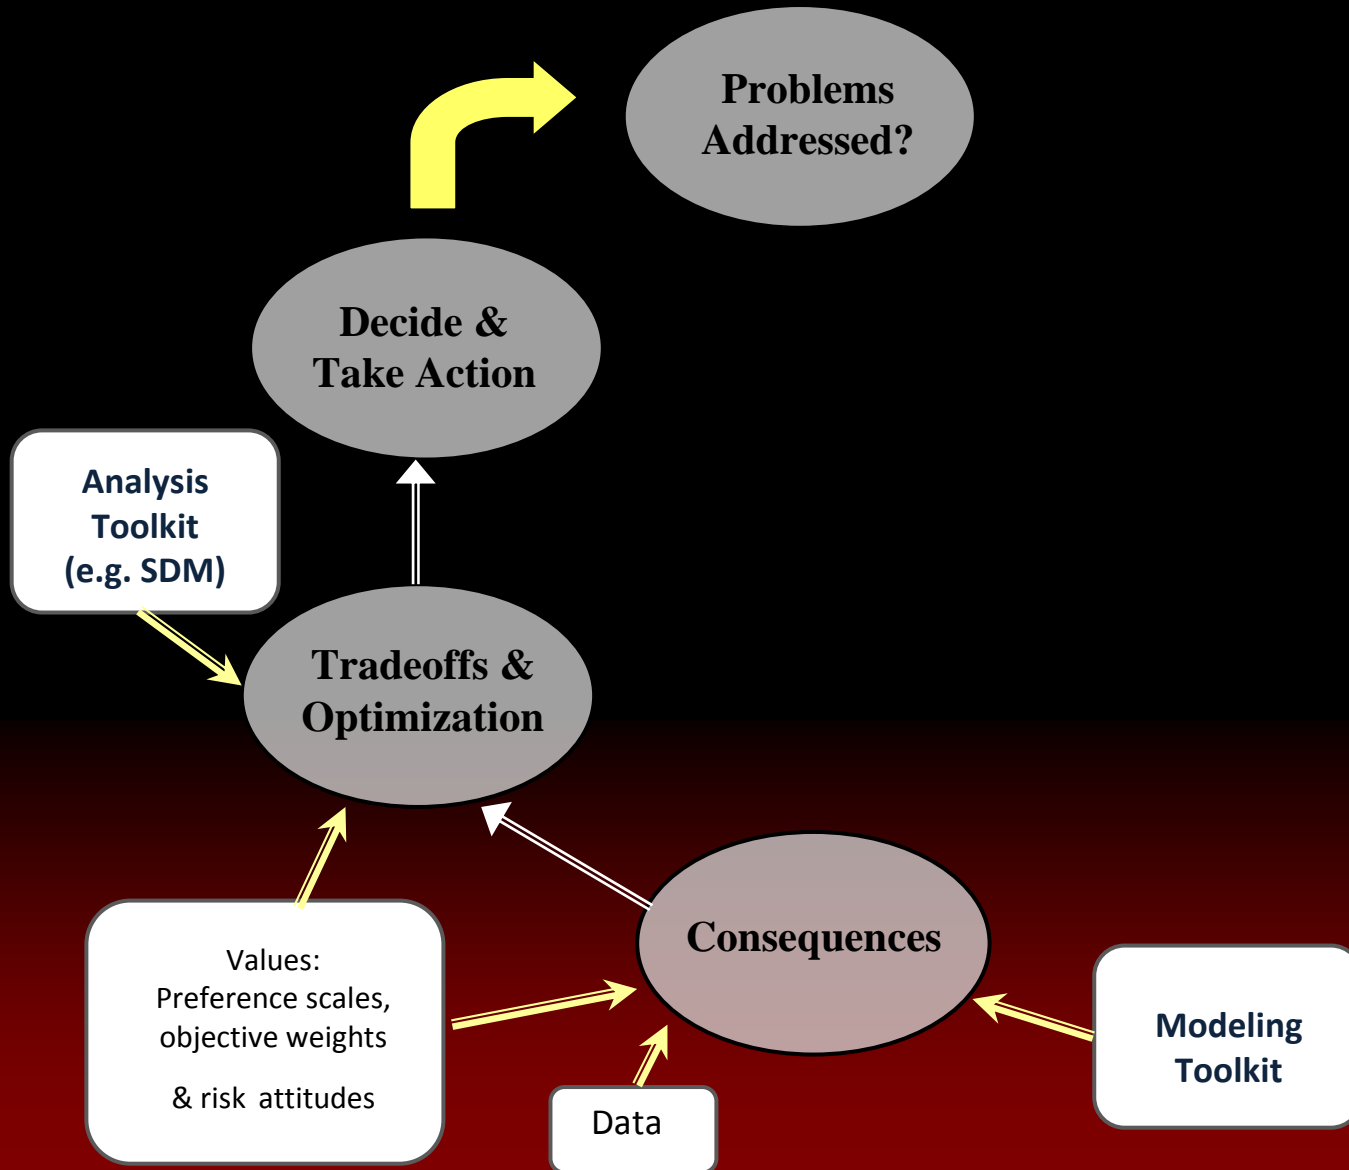 Problems
Addressed?
Decide &
Take Action
Analysis
Toolkit
(e.g. SDM)
Tradeoffs &
Optimization
Values:
Preference scales,
objective weights
& risk attitudes
Consequences
Data
Modeling
Toolkit